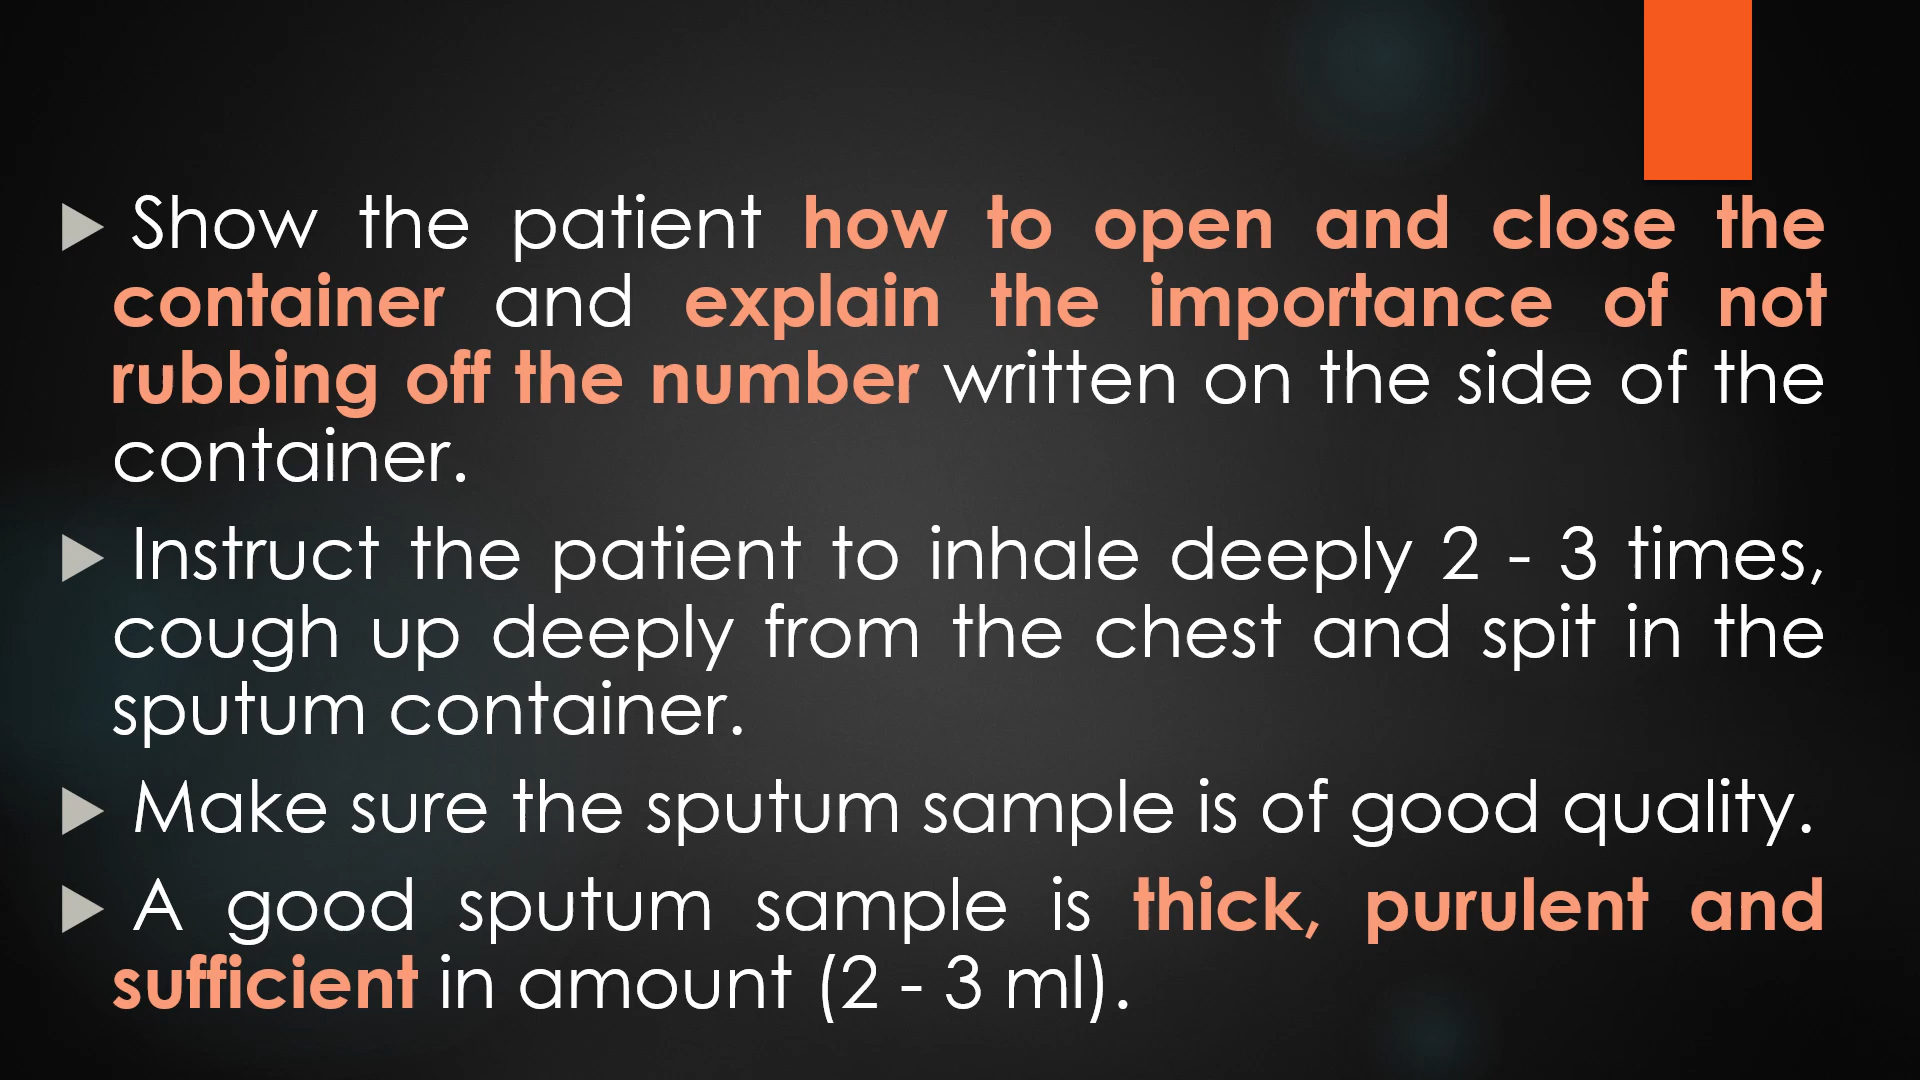 Show the patient how to open and close the
container and explain the importance of not
rubbing off the number written on the side of the
container.
Instruct the patient to inhale deeply 2 - 3 times,
cough up deeply from the chest and spit in the
sputum container.
Make sure the sputum sample is of good quality.
A good sputum sample is thick, purulent and
sufficient in amount (2 - 3 ml).